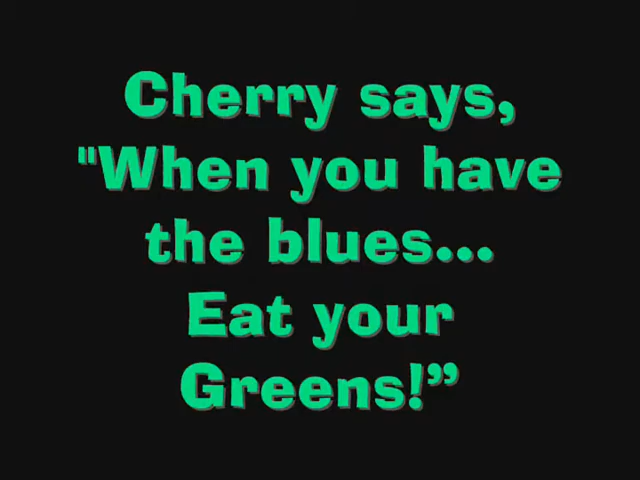 Cherry says,
"When you have
the blues...
Eat your
Greens!”